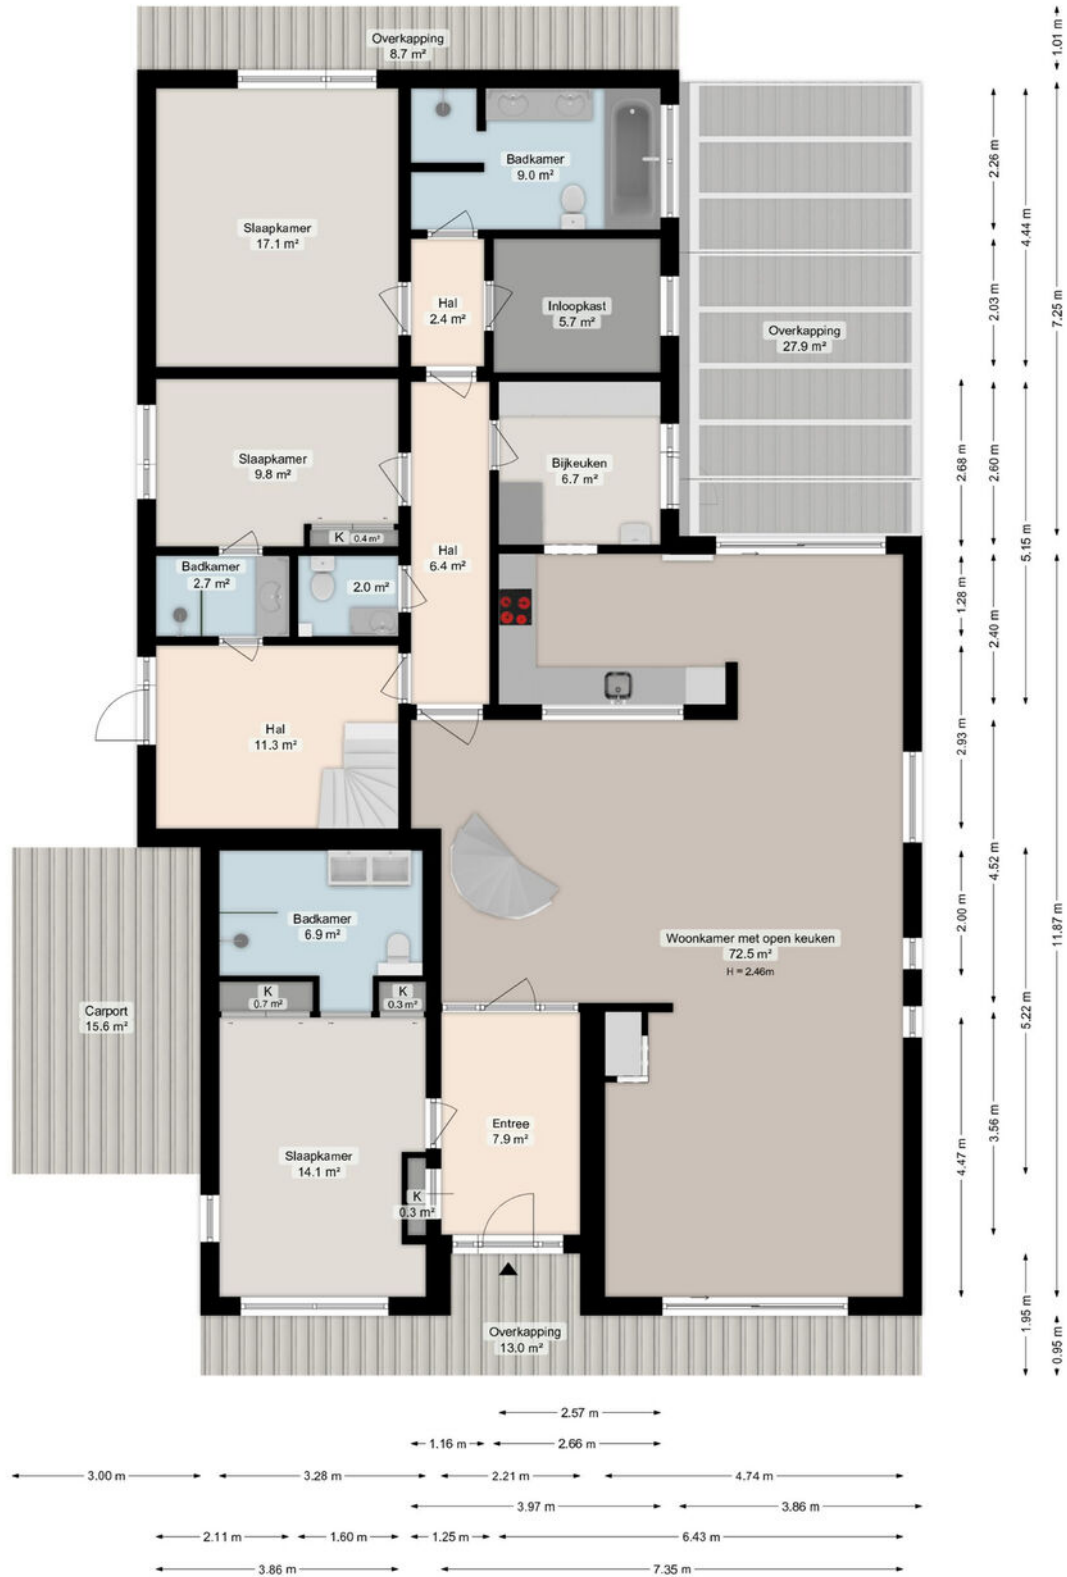 Overkapping
8.7 m²
1.01 m
Badkamer
9.0 m²
Slaapkamer
17.1 m²
2.26 m
4.44 m
7.25 m
Hal
2.4 m²
Inloopkast
5.7 m²
2.03 m
Overkapping
27.9 m²
Slaapkamer
9.8 m²
Bijkeuken
6.7 m²
2.68 m
2.60 m
5.15 m
K 0.4 m²
Hal
6.4 m²
Badkamer
2.7 m²
2.0 m²
1.28 m
2.40 m
Hal
11.3 m²
2.93 m
4.52 m
11.87 m
Badkamer
6.9 m²
Woonkamer met open keuken
72.5 m²
H = 2.46m
2.00 m
K
0.7 m²
K
0.3 m²
Carport
15.6 m²
5.22 m
Entree
7.9 m²
3.56 m
Slaapkamer
14.1 m²
4.47 m
K
0.3 m²
Overkapping
13.0 m²
1.95 m
0.95 m
2.57 m
1.16 m
2.66 m
3.00 m
3.28 m
2.21 m
4.74 m
3.97 m
3.86 m
2.11 m
1.60 m
1.25 m
6.43 m
3.86 m
7.35 m